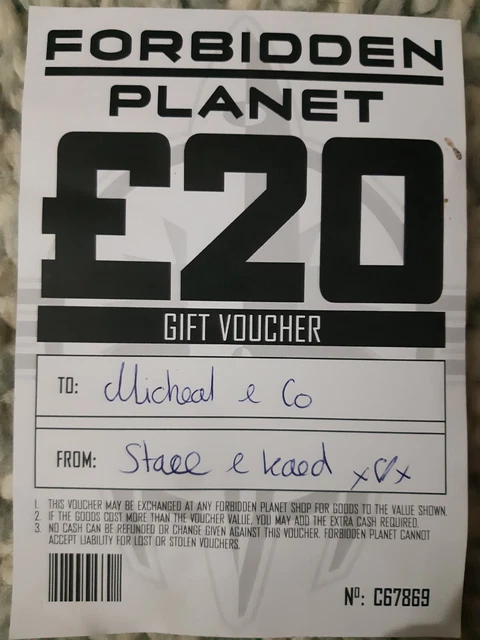 FORBIDDEN
PLANET
£20
GIFT VOUCHER
TO: Micheal e Co
FROM: Stace e kaed x♡x
1. THIS VOUCHER MAY BE EXCHANGED AT ANY FORBIDDEN PLANET SHOP FOR GOODS TO THE VALUE SHOWN.
2. IF THE GOODS COST MORE THAN THE VOUCHER VALUE, YOU MAY ADD THE EXTRA CASH REQUIRED.
3. NO CASH CAN BE REFUNDED OR CHANGE GIVEN AGAINST THIS VOUCHER. FORBIDDEN PLANET CANNOT
ACCEPT LIABILITY FOR LOST OR STOLEN VOUCHERS.
Nº: C67869